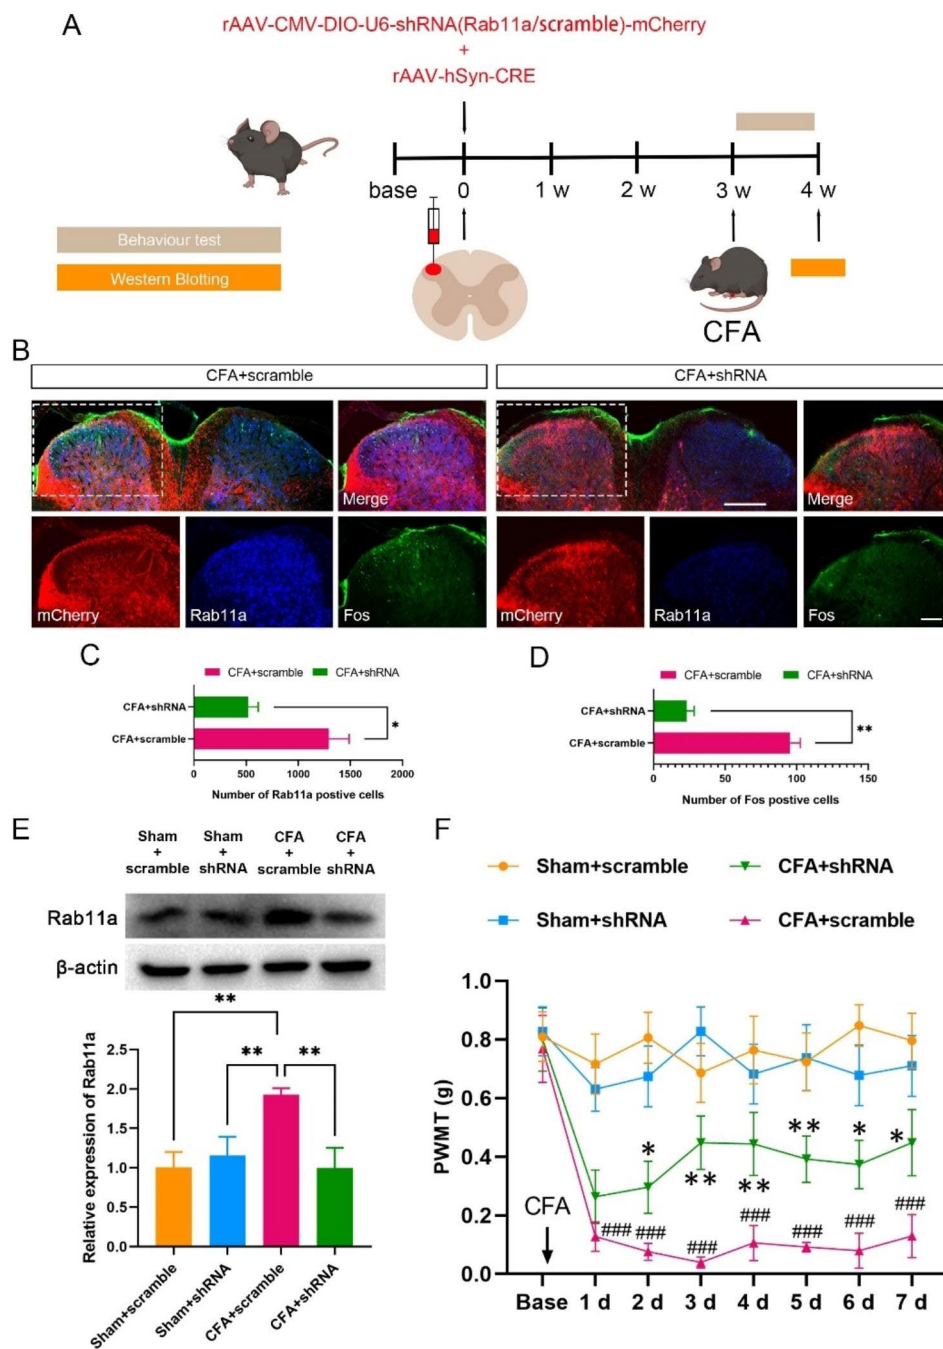 A
rAAV-CMV-DIO-U6-shRNA(Rab11a/scramble)-mCherry
+
rAAV-hSyn-CRE
base 0 1 w 2 w 3 w 4 w
Behaviour test
Western Blotting
CFA
B
CFA+scramble CFA+shRNA
Merge Merge
mCherry Rab11a Fos mCherry Rab11a Fos
C
CFA+scramble CFA+shRNA
CFA+shRNA
CFA+scramble
*
0 500 1000 1500 2000
Number of Rab11a postive cells
D
CFA+scramble CFA+shRNA
CFA+shRNA
CFA+scramble
**
0 50 100 150
Number of Fos postive cells
E
Sham Sham CFA CFA
+ + + +
scramble shRNA scramble shRNA
Rab11a
β-actin
**
** **
Relative expression of Rab11a
2.5
2.0
1.5
1.0
0.5
0.0
Sham+scramble Sham+shRNA CFA+scramble CFA+shRNA
F
Sham+scramble CFA+shRNA
Sham+shRNA CFA+scramble
PWMT (g)
1.0
0.8
0.6
0.4
0.2
0.0
CFA
* ** ** ** * *
### ### ### ### ### ### ###
Base 1 d 2 d 3 d 4 d 5 d 6 d 7 d